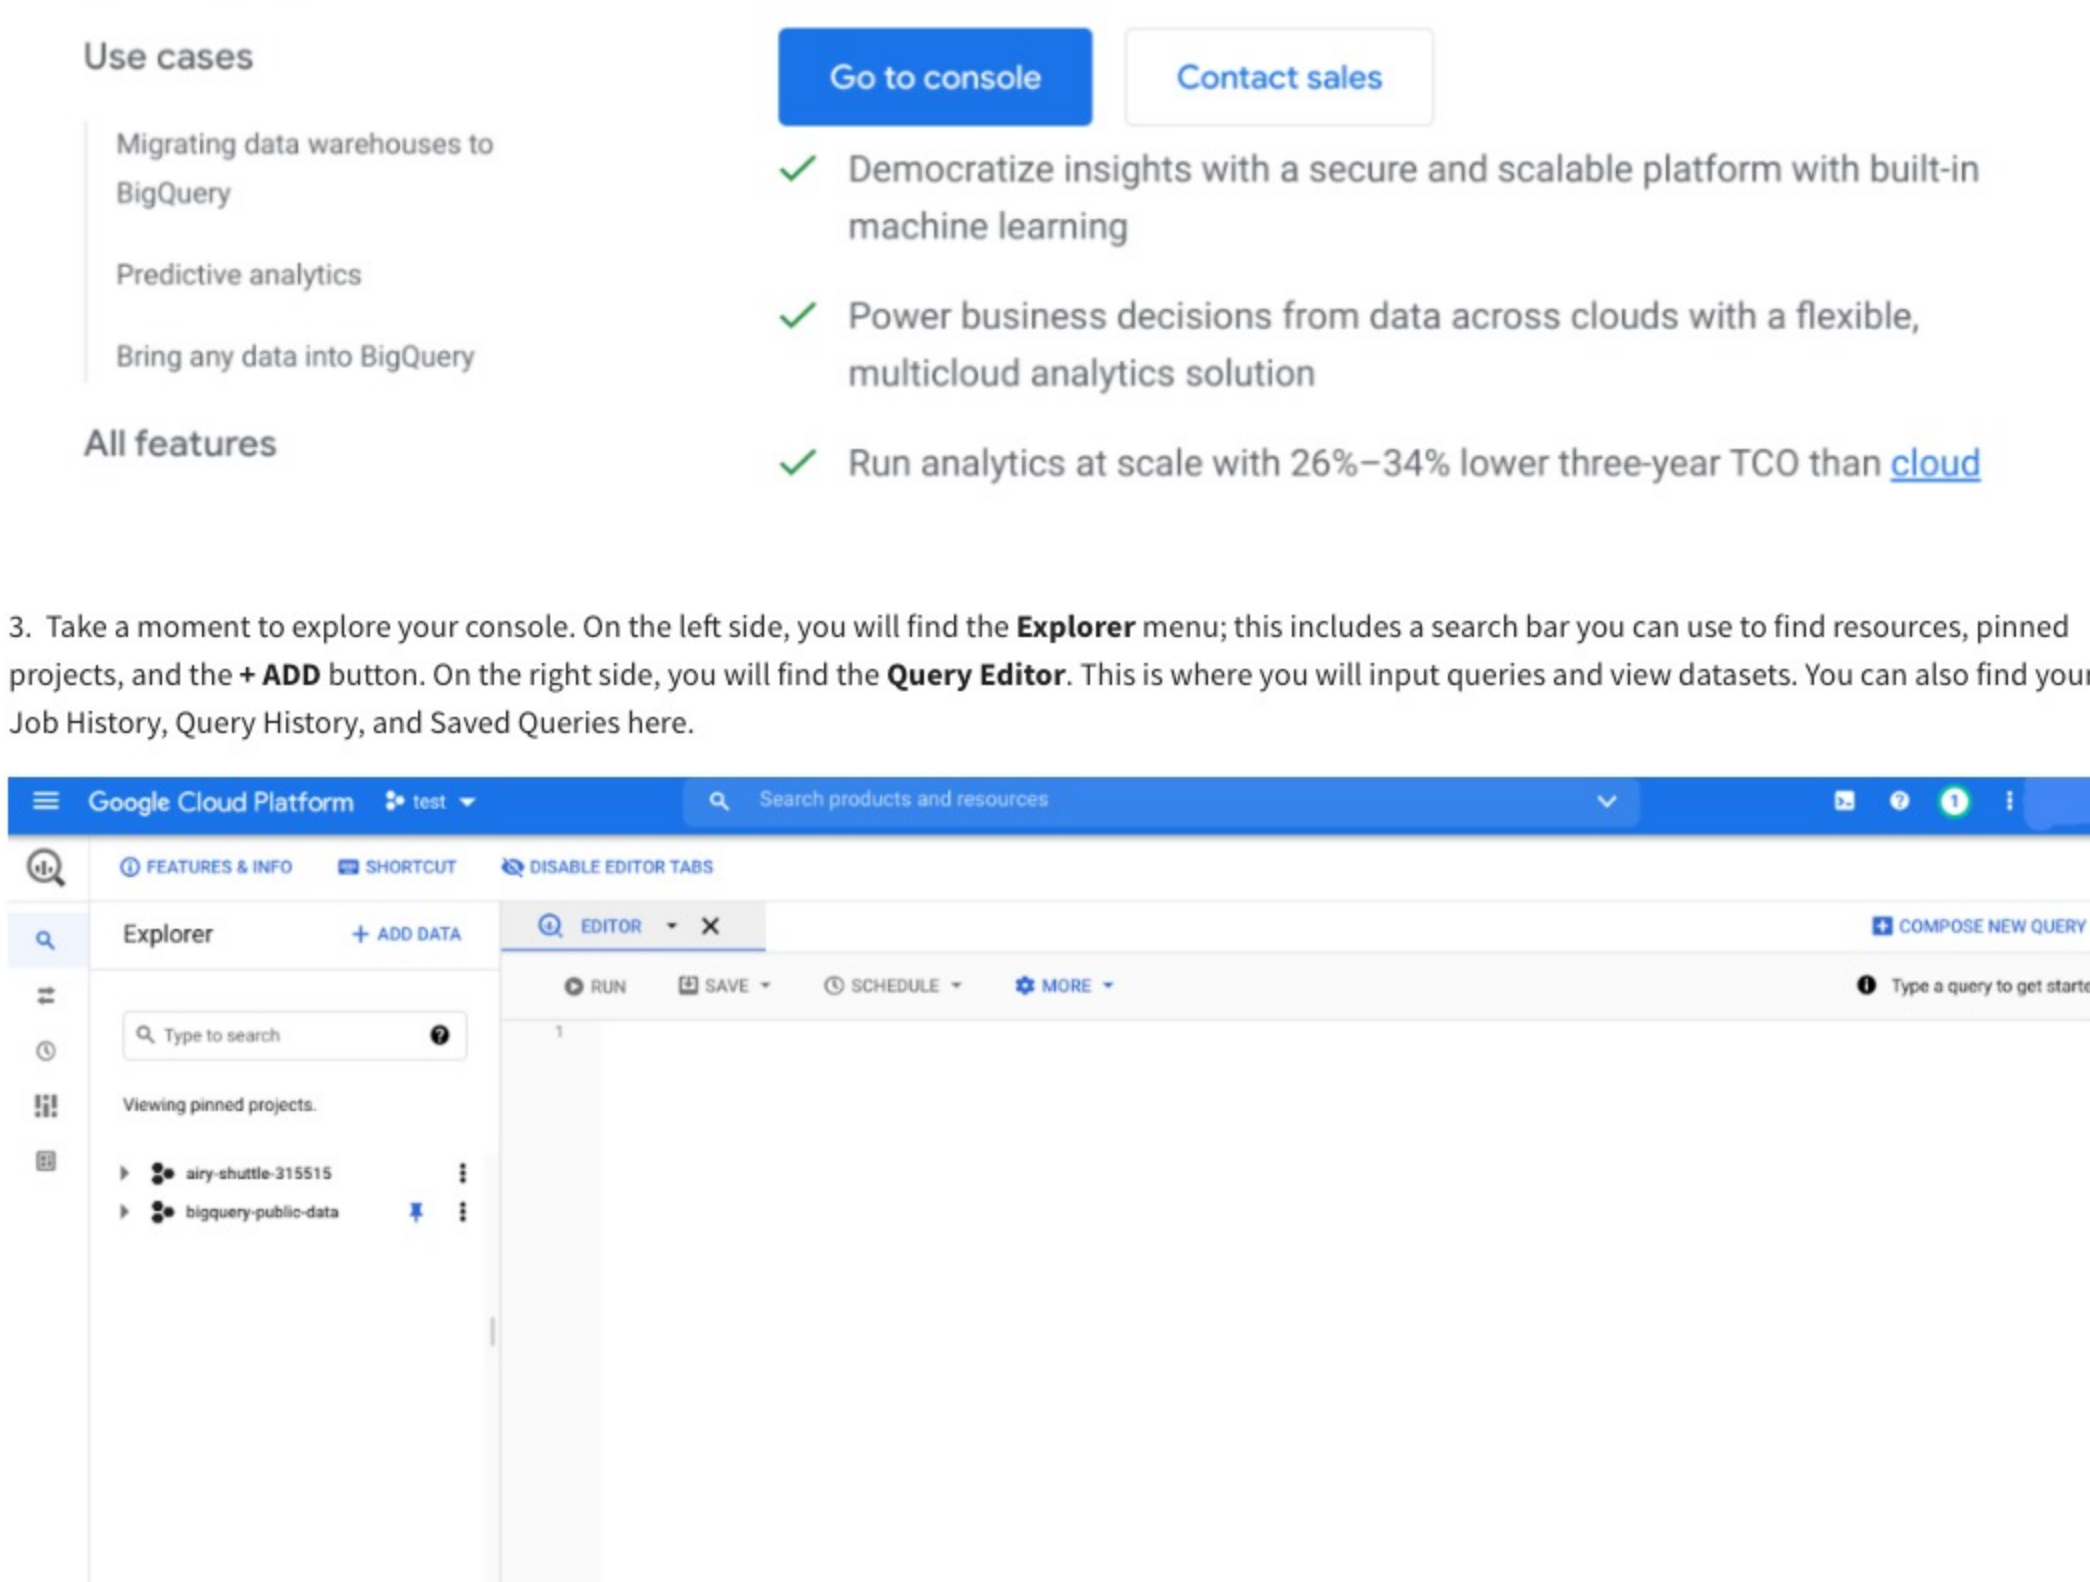 Use cases
Migrating data warehouses to
BigQuery
Predictive analytics
Bring any data into BigQuery
All features
Go to console
Contact sales
Democratize insights with a secure and scalable platform with built-in
machine learning
Power business decisions from data across clouds with a flexible,
multicloud analytics solution
Run analytics at scale with 26%–34% lower three-year TCO than cloud
3. Take a moment to explore your console. On the left side, you will find the Explorer menu; this includes a search bar you can use to find resources, pinned
projects, and the + ADD button. On the right side, you will find the Query Editor. This is where you will input queries and view datasets. You can also find your
Job History, Query History, and Saved Queries here.
Google Cloud Platform test Search products and resources 1
FEATURES & INFO SHORTCUT DISABLE EDITOR TABS
Explorer + ADD DATA EDITOR COMPOSE NEW QUERY
RUN SAVE SCHEDULE MORE Type a query to get starte
Type to search
1
Viewing pinned projects.
airy-shuttle-315515
bigquery-public-data